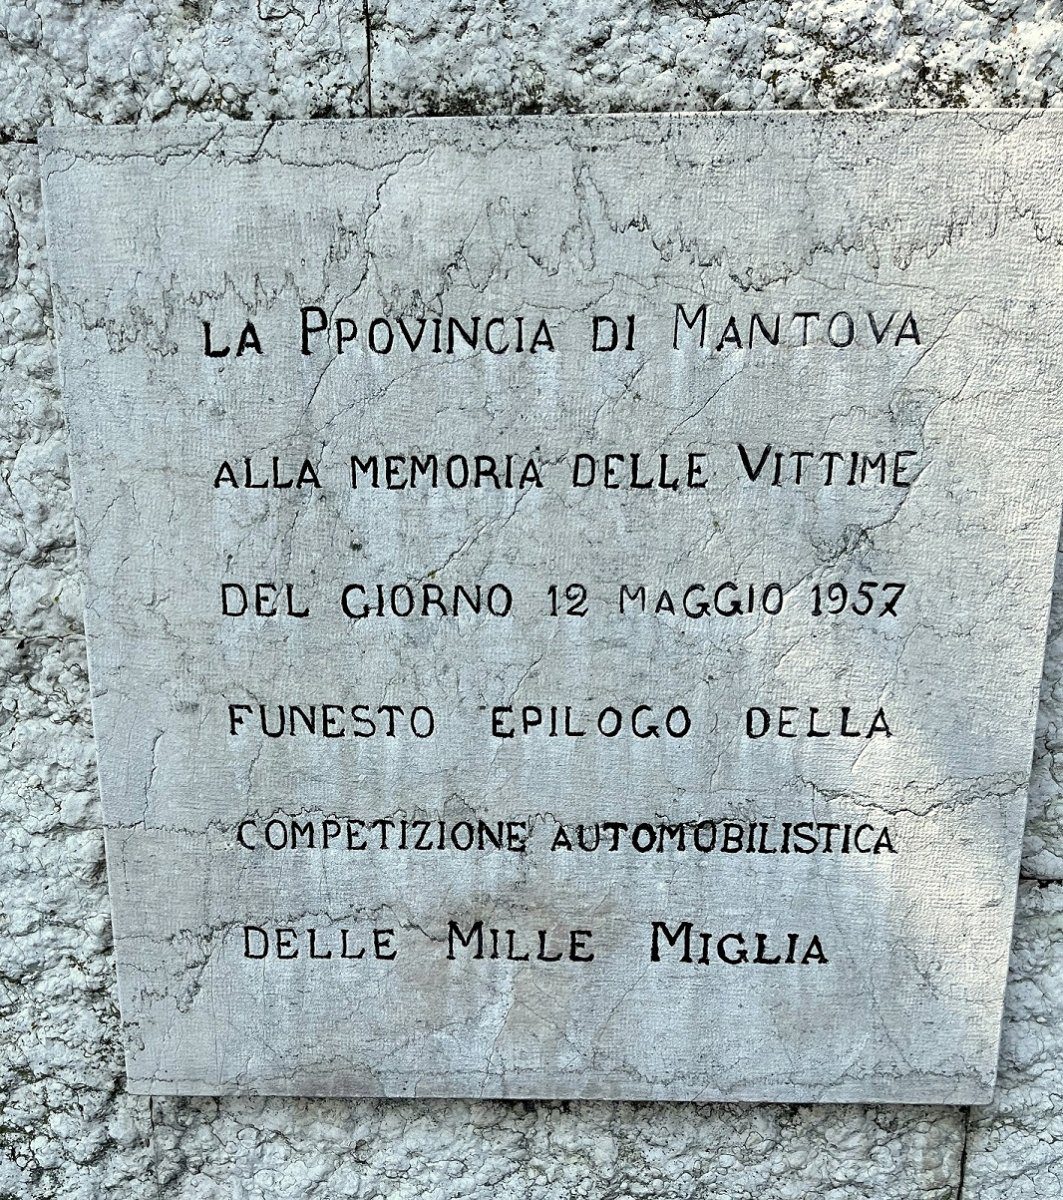 LA PROVINCIA DI MANTOVA
ALLA MEMORIA DELLE VITTIME
DEL GIORNO 12 MAGGIO 1957
FUNESTO EPILOGO DELLA
COMPETIZIONE AUTOMOBILISTICA
DELLE MILLE MIGLIA